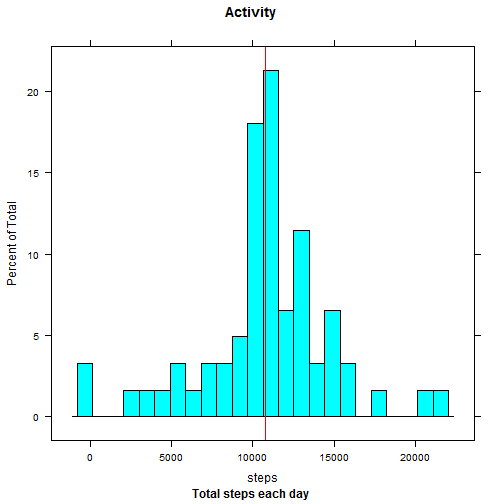 Activity
20
15
10
5
0
Percent of Total
0 5000 10000 15000 20000
steps
Total steps each day